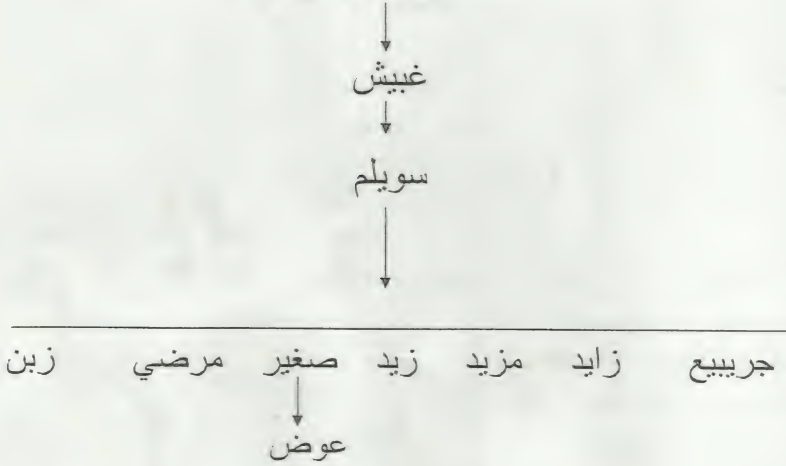 غبيش
سويلم
جريبيع زايد مزيد زيد صغير مرضي زبن
عوض